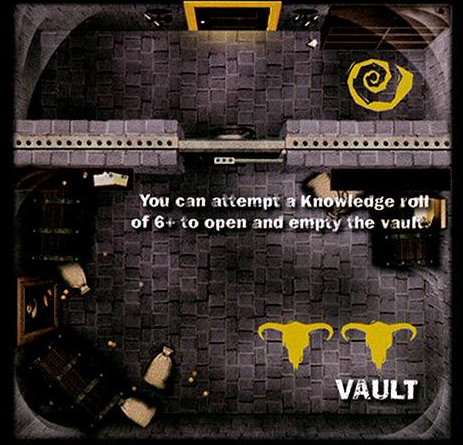 You can attempt a Knowledge roll
of 6+ to open and empty the vault.
VAULT